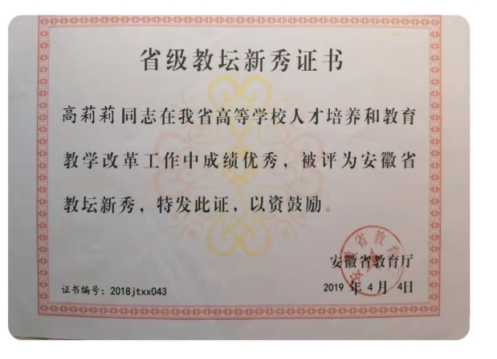 省级教坛新秀证书
高莉莉同志在我省高等学校人才培养和教育
教学改革工作中成绩优秀，被评为安徽省
教坛新秀，特发此证，以资鼓励。
安徽省教育厅
证书编号：2018jtxx043
2019 年 4 月 4日